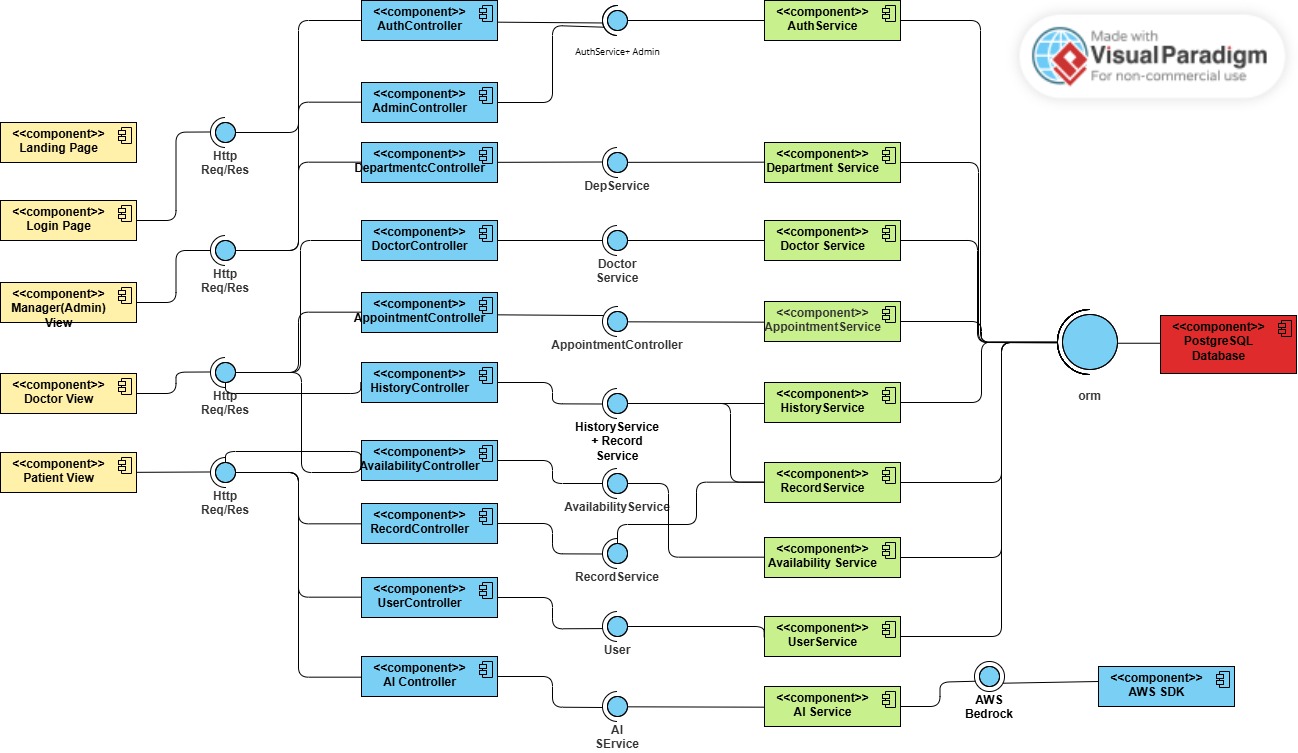 <<component>>
AuthController
AuthService+ Admin
<<component>>
AuthService
Made with
VisualParadigm
For non-commercial use
<<component>>
AdminController
<<component>>
Landing Page
Http
Req/Res
<<component>>
DepartmentcController
DepService
<<component>>
Department Service
<<component>>
Login Page
<<component>>
DoctorController
Doctor
Service
<<component>>
Doctor Service
Http
Req/Res
<<component>>
Manager(Admin)
View
<<component>>
AppointmentController
AppointmentController
<<component>>
AppointmentService
orm
<<component>>
PostgreSQL
Database
<<component>>
Doctor View
Http
Req/Res
<<component>>
HistoryController
HistoryService
+ Record
Service
<<component>>
HistoryService
<<component>>
Patient View
Http
Req/Res
<<component>>
AvailabilityController
AvailabilityService
<<component>>
RecordService
<<component>>
RecordController
RecordService
<<component>>
Availability Service
<<component>>
UserController
User
<<component>>
UserService
<<component>>
AI Controller
AI
SErvice
<<component>>
AI Service
AWS
Bedrock
<<component>>
AWS SDK